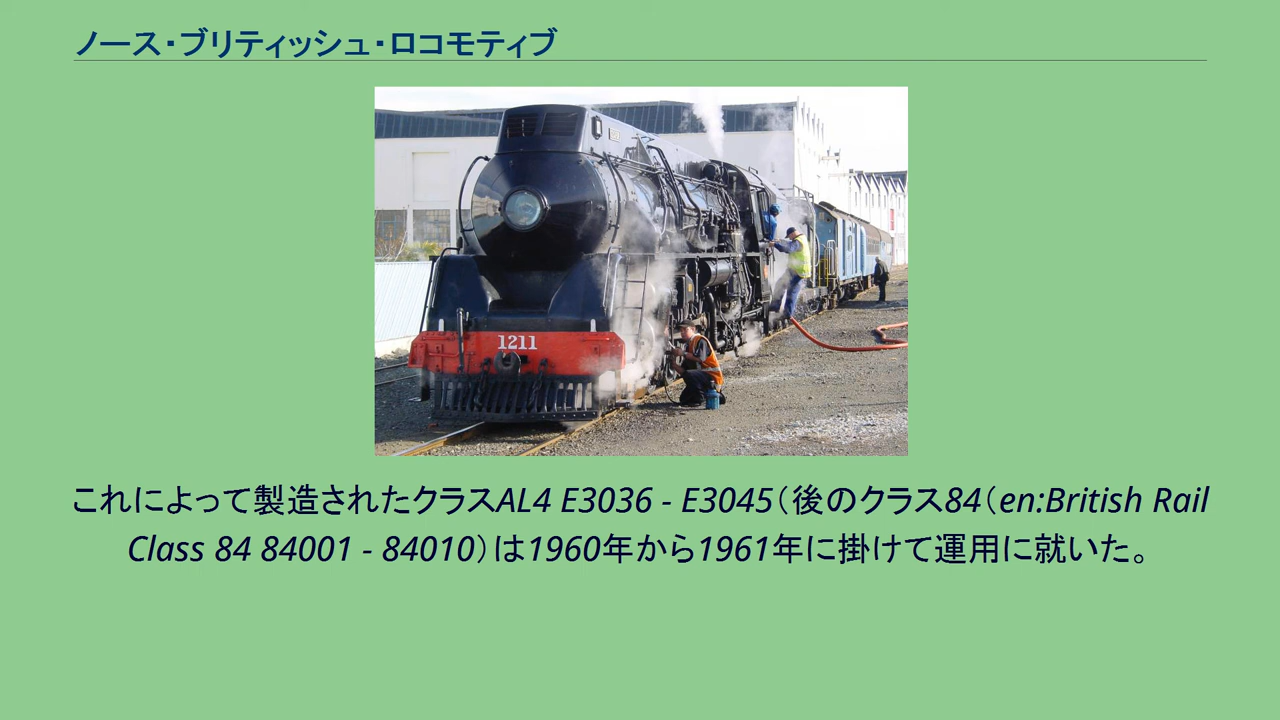 ノース・ブリティッシュ・ロコモティブ
1211
これによって製造されたクラスAL4 E3036 - E3045（後のクラス84（en:British Rail
Class 84 84001 - 84010）は1960年から1961年に掛けて運用に就いた。